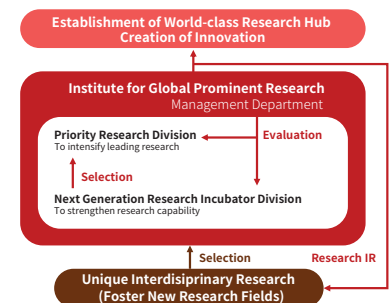 Establishment of World-class Research Hub
Creation of Innovation
Institute for Global Prominent Research
Management Department
Priority Research Division
To intensify leading research
Evaluation
Selection
Next Generation Research Incubator Division
To strengthen research capability
Selection
Research IR
Unique Interdisiprinary Research
(Foster New Research Fields)